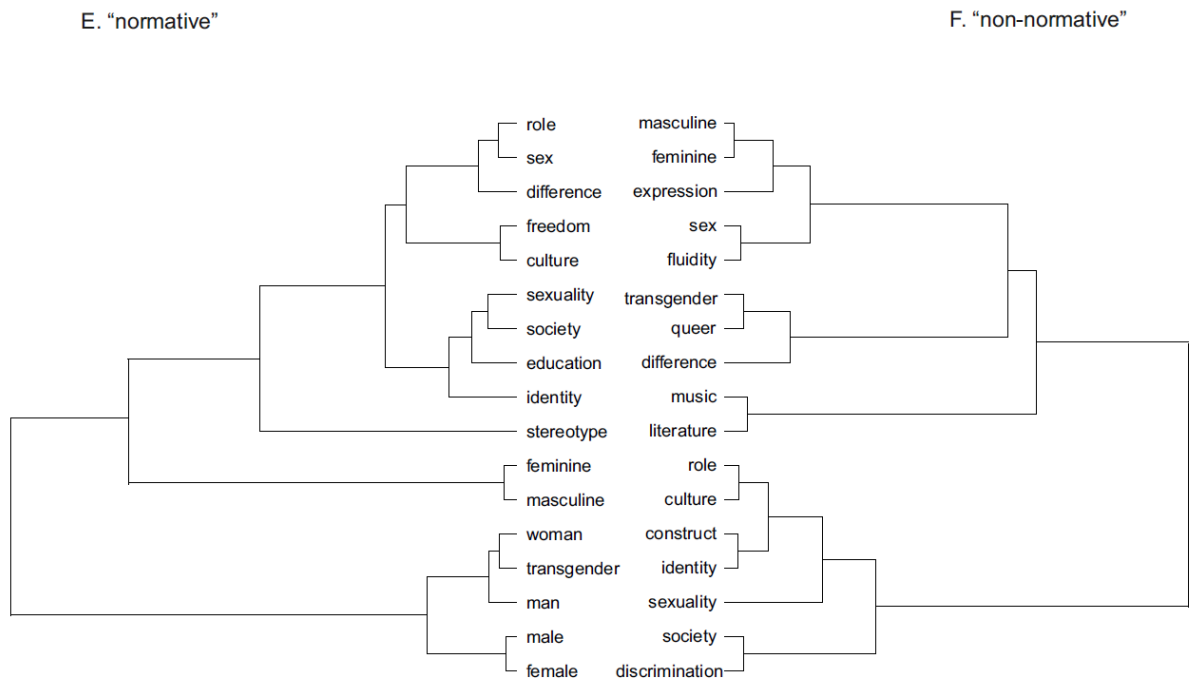 E. “normative”
F. “non-normative”
role
sex
difference
freedom
culture
sexuality
society
education
identity
stereotype
feminine
masculine
woman
transgender
man
male
female
masculine
feminine
expression
sex
fluidity
transgender
queer
difference
music
literature
role
culture
construct
identity
sexuality
society
discrimination